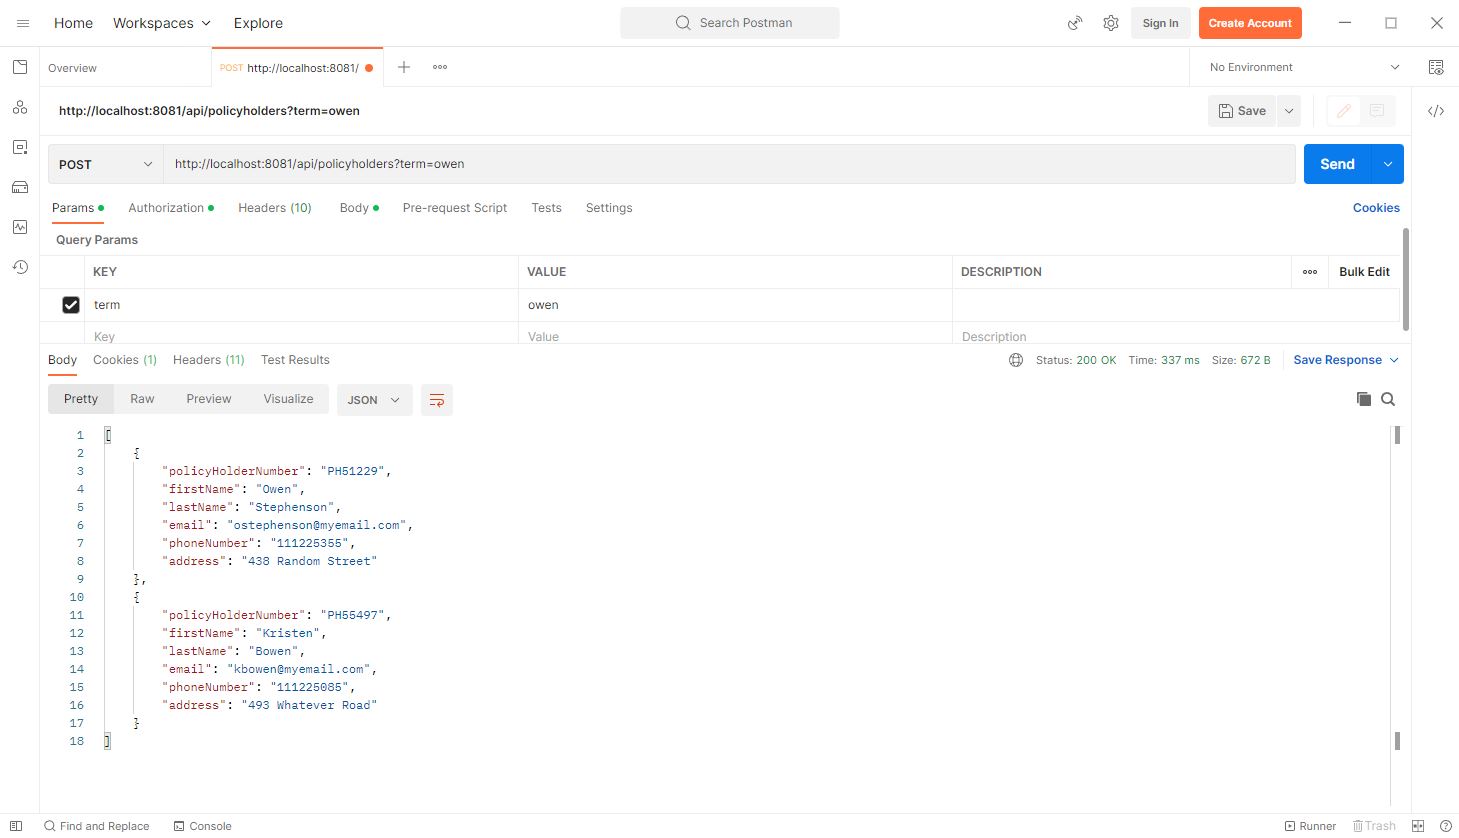 Home Workspaces Explore Search Postman Sign In Create Account
Overview POST http://localhost:8081/ No Environment
http://localhost:8081/api/policyholders?term=owen Save
POST http://localhost:8081/api/policyholders?term=owen Send
Params Authorization Headers (10) Body Pre-request Script Tests Settings Cookies
Query Params
KEY VALUE DESCRIPTION Bulk Edit
term owen
Key Value Description
Body Cookies (1) Headers (11) Test Results Status: 200 OK Time: 337 ms Size: 672 B Save Response
Pretty Raw Preview Visualize JSON
1 [
2 {
3 "policyHolderNumber": "PH51229",
4 "firstName": "Owen",
5 "lastName": "Stephenson",
6 "email": "ostephenson@myemail.com",
7 "phoneNumber": "111225355",
8 "address": "438 Random Street"
9 },
10 {
11 "policyHolderNumber": "PH55497",
12 "firstName": "Kristen",
13 "lastName": "Bowen",
14 "email": "kbowen@myemail.com",
15 "phoneNumber": "111225085",
16 "address": "493 Whatever Road"
17 }
18 ]
Find and Replace Console Runner Trash